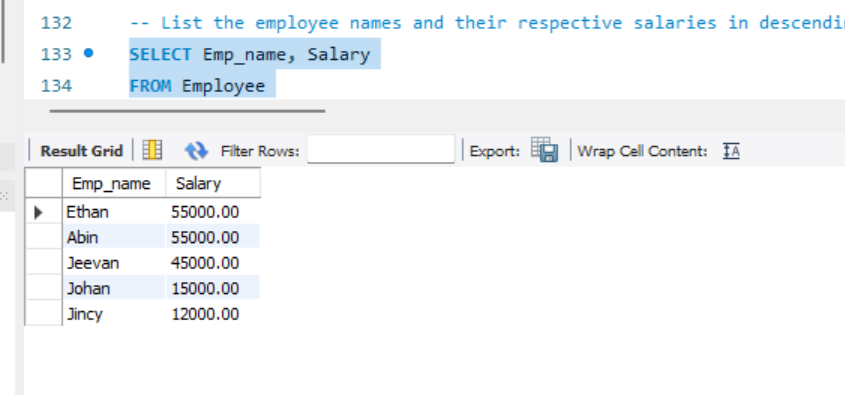 132 -- List the employee names and their respective salaries in descendi
133 SELECT Emp_name, Salary
134 FROM Employee
Result Grid Filter Rows: Export: Wrap Cell Content: IA
Emp_name Salary
Ethan 55000.00
Abin 55000.00
Jeevan 45000.00
Johan 15000.00
Jincy 12000.00